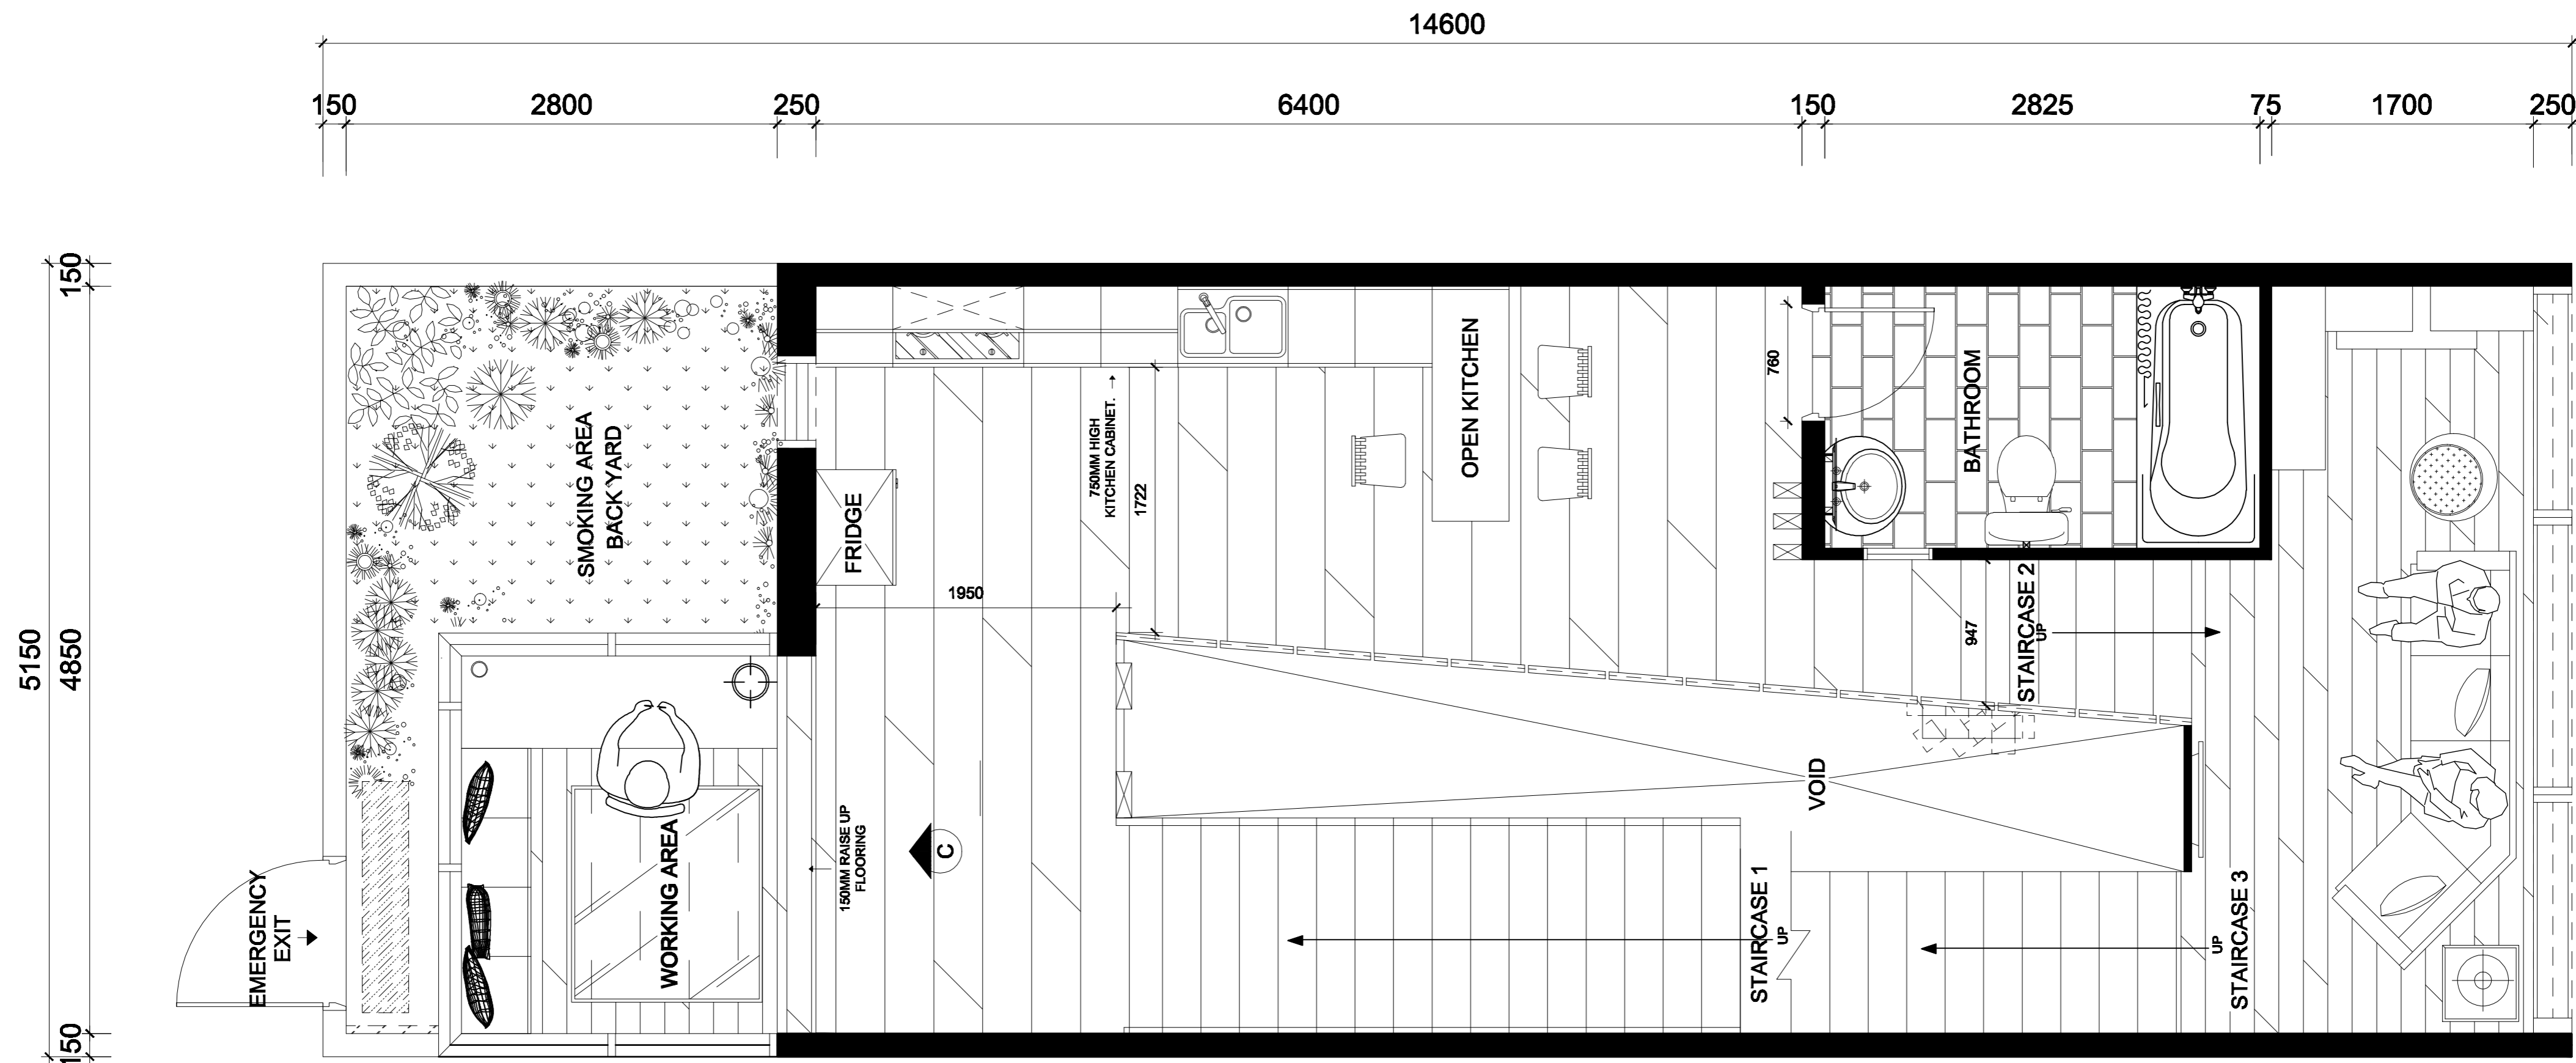 14600
150
2800
250
6400
150
2825
75
1700
250
5150
150
4850
150
EMERGENCY
EXIT
SMOKING AREA
BACK YARD
WORKING AREA
FRIDGE
150MM RAISE UP
FLOORING
C
1950
750MM HIGH
KITCHEN CABINET.
1722
OPEN KITCHEN
760
BATHROOM
947
STAIRCASE 2
UP
VOID
STAIRCASE 1
UP
STAIRCASE 3
UP